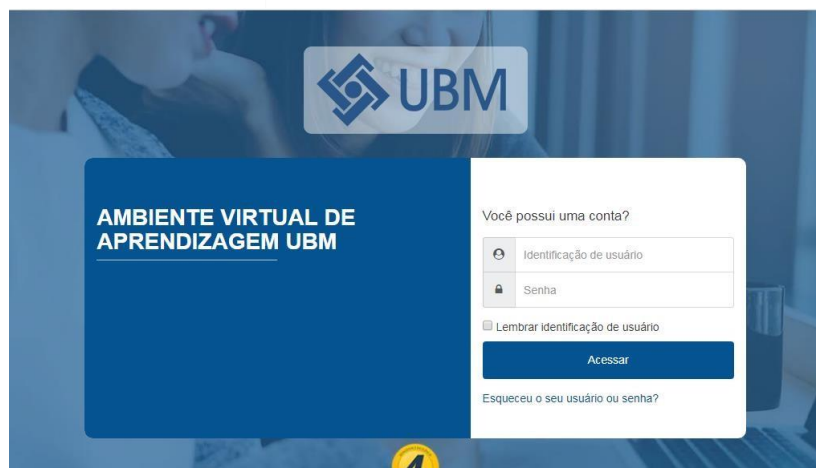 UBM
AMBIENTE VIRTUAL DE
APRENDIZAGEM UBM
Você possui uma conta?
Identificação de usuário
Senha
Lembrar identificação de usuário
Acessar
Esqueceu o seu usuário ou senha?